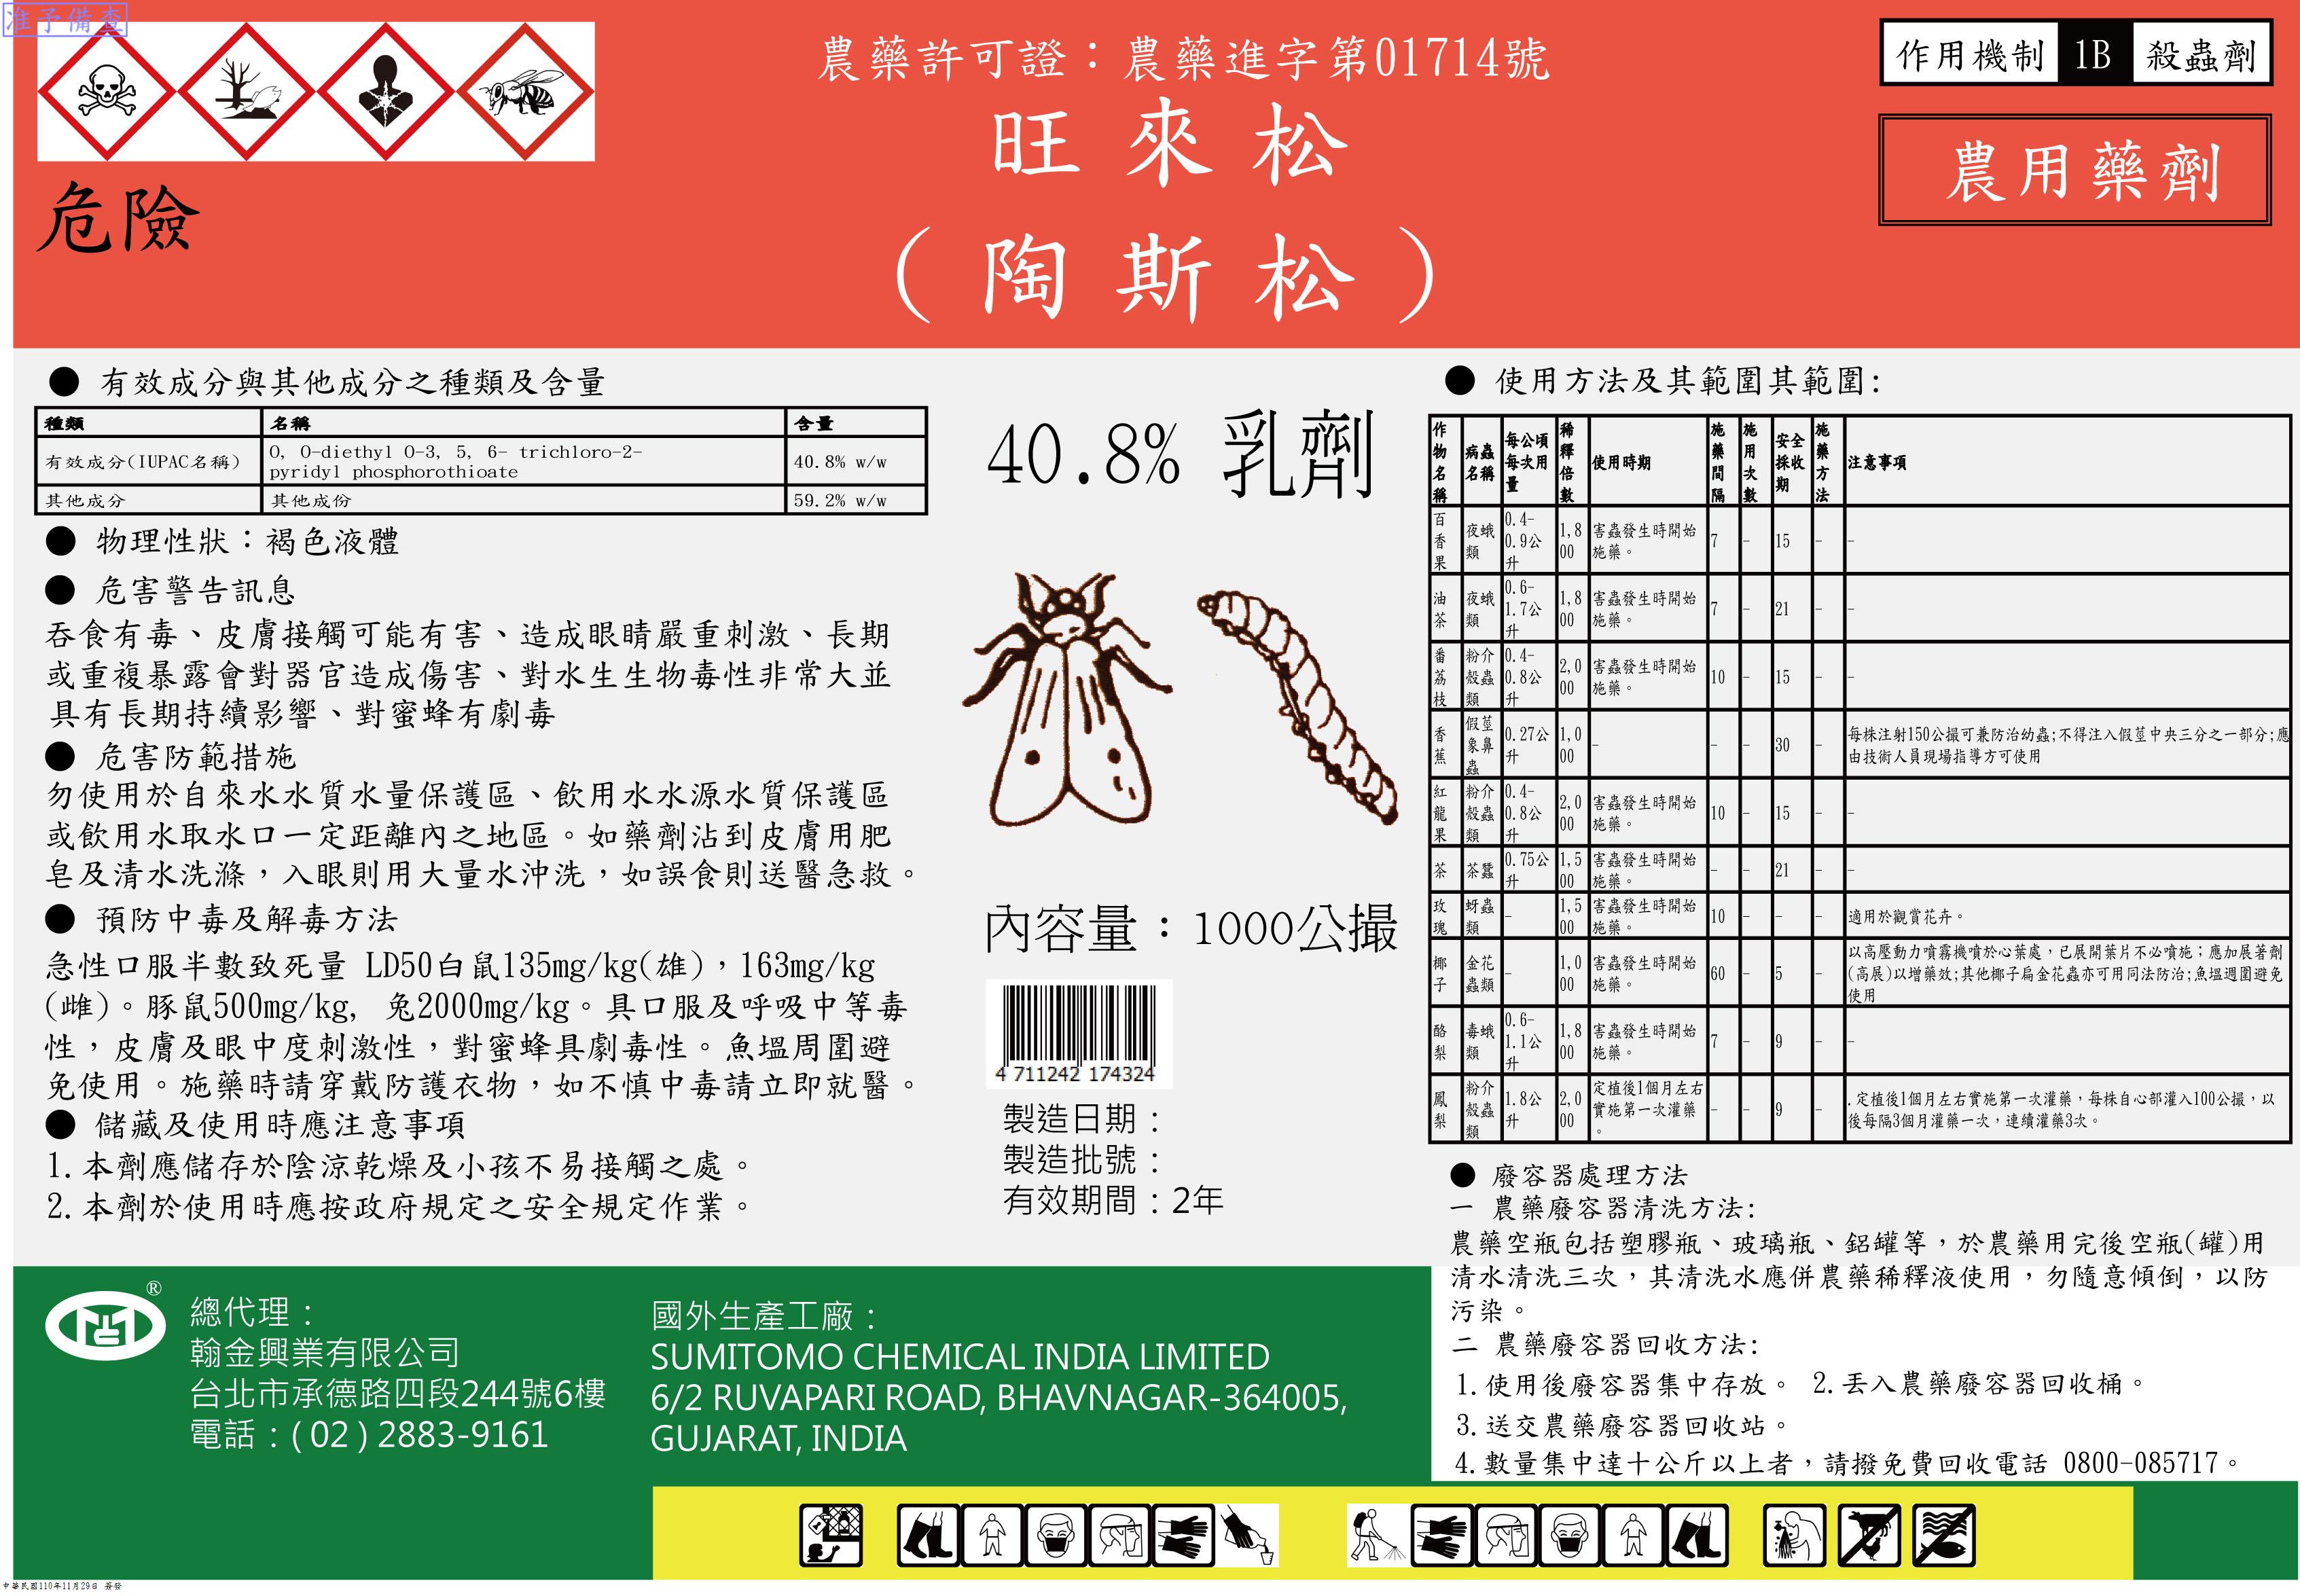 准予備查
農藥許可證：農藥進字第01714號
作用機制 1B 殺蟲劑
旺來松
農用藥劑
危險
(陶斯松)
● 有效成分與其他成分之種類及含量
種類 名稱 含量
有效成分(IUPAC名稱) O, O-diethyl O-3, 5, 6- trichloro-2-
pyridyl phosphorothioate 40.8% w/w
其他成分 其他成份 59.2% w/w
● 物理性狀：褐色液體
● 危害警告訊息
吞食有毒、皮膚接觸可能有害、造成眼睛嚴重刺激、長期
或重複暴露會對器官造成傷害、對水生生物毒性非常大並
具有長期持續影響、對蜜蜂有劇毒
● 危害防範措施
勿使用於自來水水質水量保護區、飲用水水源水質保護區
或飲用水取水口一定距離內之地區。如藥劑沾到皮膚用肥
皂及清水洗滌，入眼則用大量水沖洗，如誤食則送醫急救。
● 預防中毒及解毒方法
急性口服半數致死量 LD50白鼠135mg/kg(雄)，163mg/kg
(雌)。豚鼠500mg/kg, 兔2000mg/kg。具口服及呼吸中等毒
性，皮膚及眼中度刺激性，對蜜蜂具劇毒性。魚塭周圍避
免使用。施藥時請穿戴防護衣物，如不慎中毒請立即就醫。
● 儲藏及使用時應注意事項
1.本劑應儲存於陰涼乾燥及小孩不易接觸之處。
2.本劑於使用時應按政府規定之安全規定作業。
40.8% 乳劑
內容量：1000公撮
4 711242 174324
製造日期：
製造批號：
有效期間：2年
● 使用方法及其範圍其範圍:
作物名稱 病蟲名稱 每公頃每次用量 稀釋倍數 使用時期 施藥間隔 施用次數 安全採收期 施藥方法 注意事項
百香果 夜蛾類 0.4-0.9公升 1,800 害蟲發生時開始施藥。 7 - 15 - -
油茶 夜蛾類 0.6-1.7公升 1,800 害蟲發生時開始施藥。 7 - 21 - -
番荔枝 粉介殼蟲類 0.4-0.8公升 2,000 害蟲發生時開始施藥。 10 - 15 - -
香蕉 假莖象鼻蟲 0.27公升 1,000 - - - 30 - 每株注射150公撮可兼防治幼蟲;不得注入假莖中央三分之一部分;應由技術人員現場指導方可使用
紅龍果 粉介殼蟲類 0.4-0.8公升 2,000 害蟲發生時開始施藥。 10 - 15 - -
茶 茶蠶 0.75公升 1,500 害蟲發生時開始施藥。 - - 21 - -
玫瑰 蚜蟲類 - 1,500 害蟲發生時開始施藥。 10 - - - 適用於觀賞花卉。
椰子 金花蟲類 - 1,000 害蟲發生時開始施藥。 60 - 5 - 以高壓動力噴霧機噴於心葉處，已展開葉片不必噴施；應加展著劑(高展)以增藥效;其他椰子扁金花蟲亦可用同法防治;魚塭週圍避免使用
酪梨 毒蛾類 0.6-1.1公升 1,800 害蟲發生時開始施藥。 7 - 9 - -
鳳梨 粉介殼蟲類 1.8公升 2,000 定植後1個月左右實施第一次灌藥。 - - 9 - .定植後1個月左右實施第一次灌藥，每株自心部灌入100公撮，以後每隔3個月灌藥一次，連續灌藥3次。
● 廢容器處理方法
一 農藥廢容器清洗方法:
農藥空瓶包括塑膠瓶、玻璃瓶、鋁罐等，於農藥用完後空瓶(罐)用
清水清洗三次，其清洗水應併農藥稀釋液使用，勿隨意傾倒，以防
污染。
二 農藥廢容器回收方法:
1.使用後廢容器集中存放。 2.丟入農藥廢容器回收桶。
3.送交農藥廢容器回收站。
4.數量集中達十公斤以上者，請撥免費回收電話 0800-085717。
®
總代理：
翰金興業有限公司
台北市承德路四段244號6樓
電話：( 02 ) 2883-9161
國外生產工廠：
SUMITOMO CHEMICAL INDIA LIMITED
6/2 RUVAPARI ROAD, BHAVNAGAR-364005,
GUJARAT, INDIA
中華民國110年11月29日 簽發